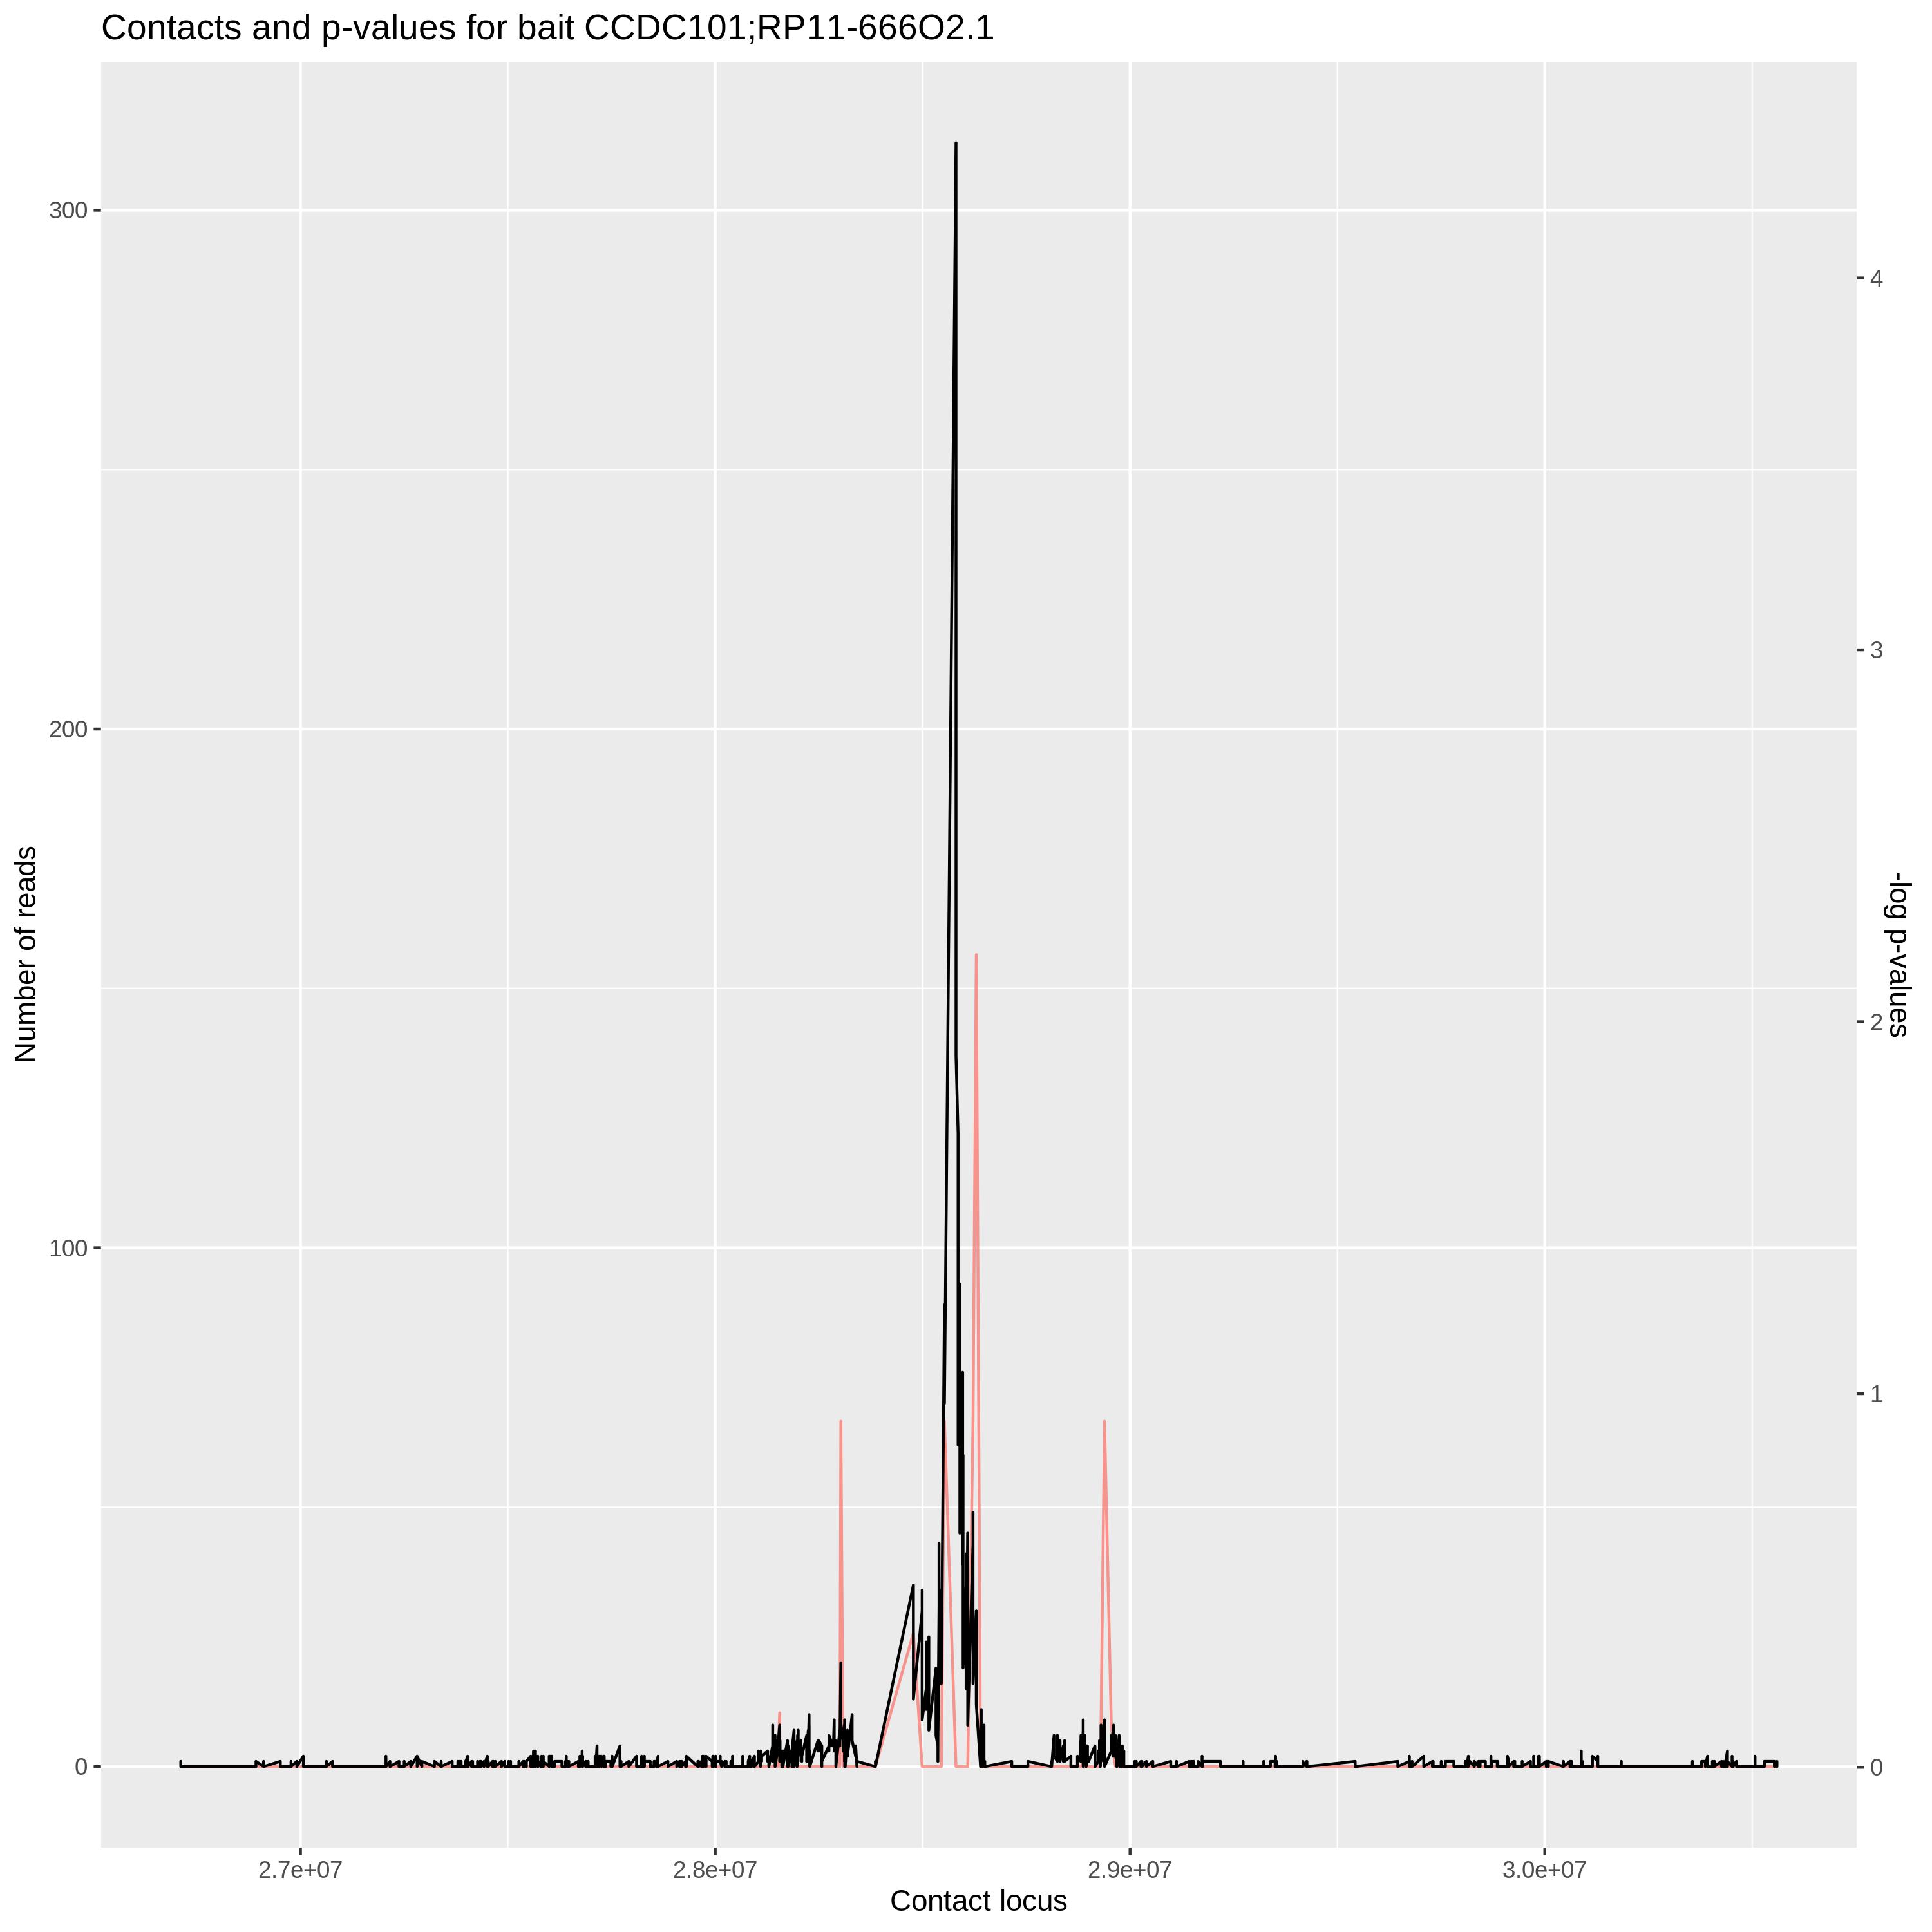 Contacts and p-values for bait CCDC101;RP11-666O2.1
300
200
100
0
Number of reads
4
3
2
1
0
-log p-values
2.7e+07
2.8e+07
2.9e+07
3.0e+07
Contact locus